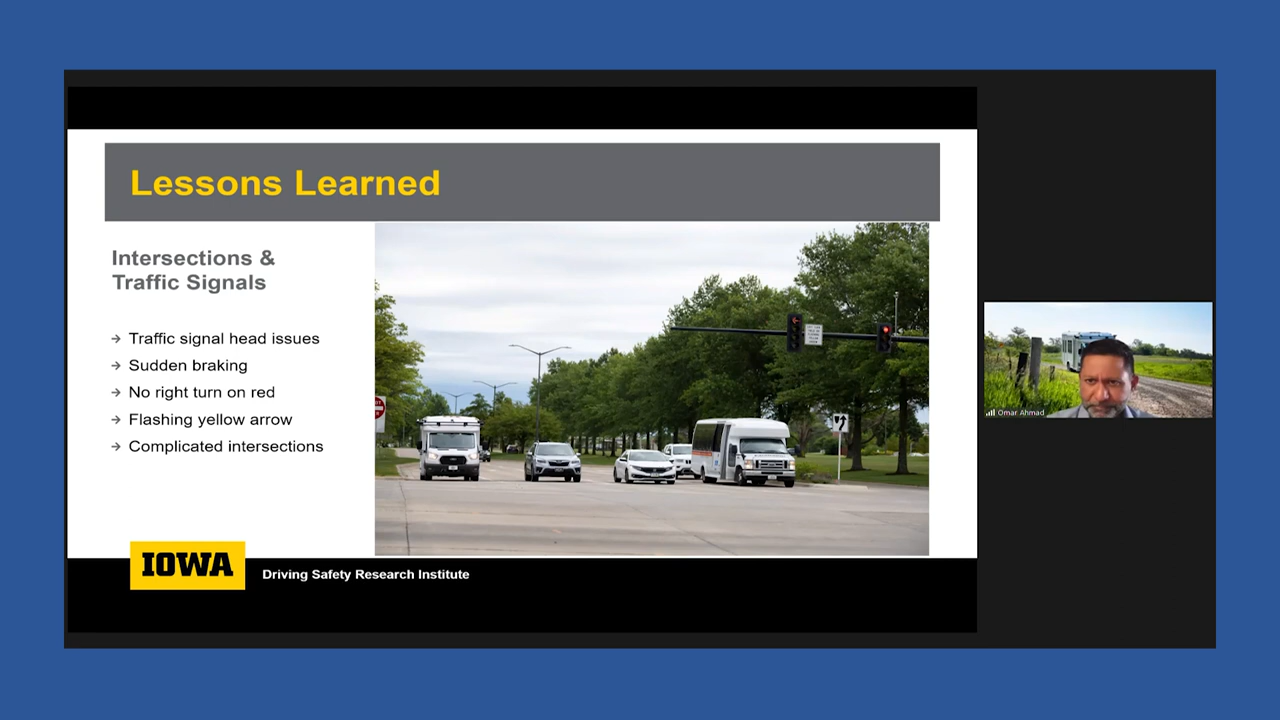 Lessons Learned
Intersections &
Traffic Signals
→ Traffic signal head issues
→ Sudden braking
→ No right turn on red
→ Flashing yellow arrow
→ Complicated intersections
Omar Ahmad
IOWA
Driving Safety Research Institute